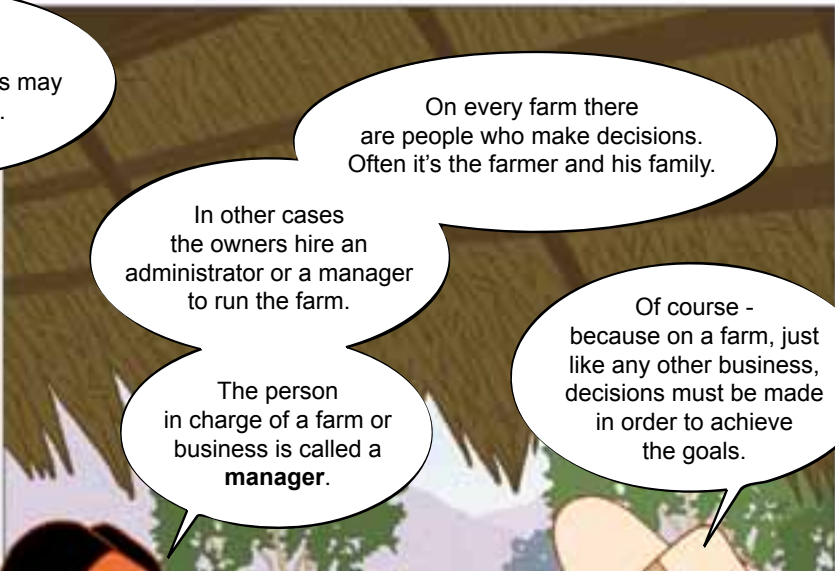 s may
.
On every farm there
are people who make decisions.
Often it's the farmer and his family.
In other cases
the owners hire an
administrator or a manager
to run the farm.
The person
in charge of a farm or
business is called a
manager.
Of course -
because on a farm, just
like any other business,
decisions must be made
in order to achieve
the goals.